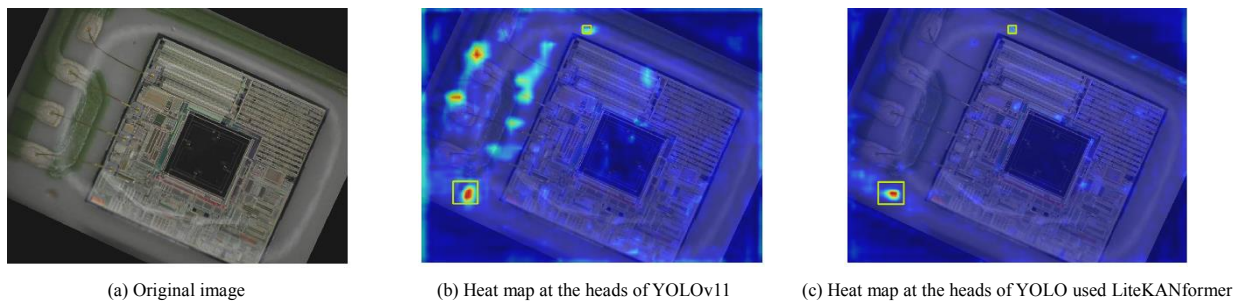 (a) Original image
(b) Heat map at the heads of YOLOv11
(c) Heat map at the heads of YOLO used LiteKANformer